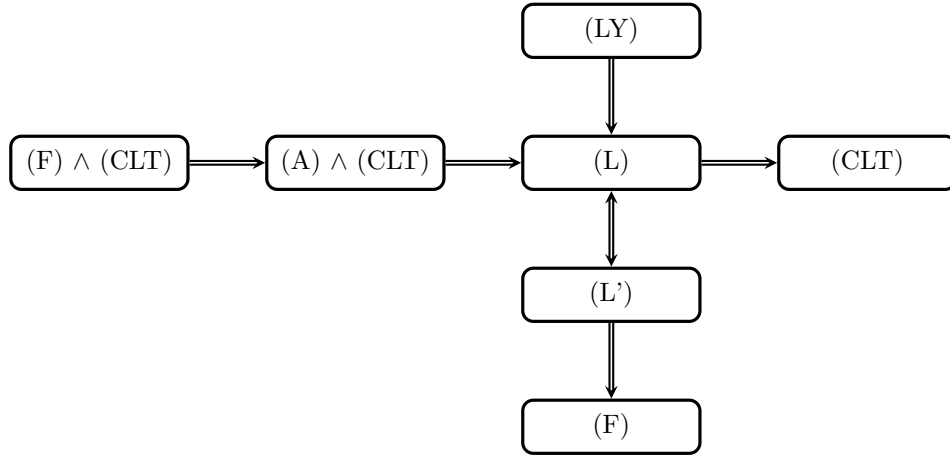 (LY)
(F) ∧ (CLT)
(A) ∧ (CLT)
(L)
(CLT)
(L')
(F)